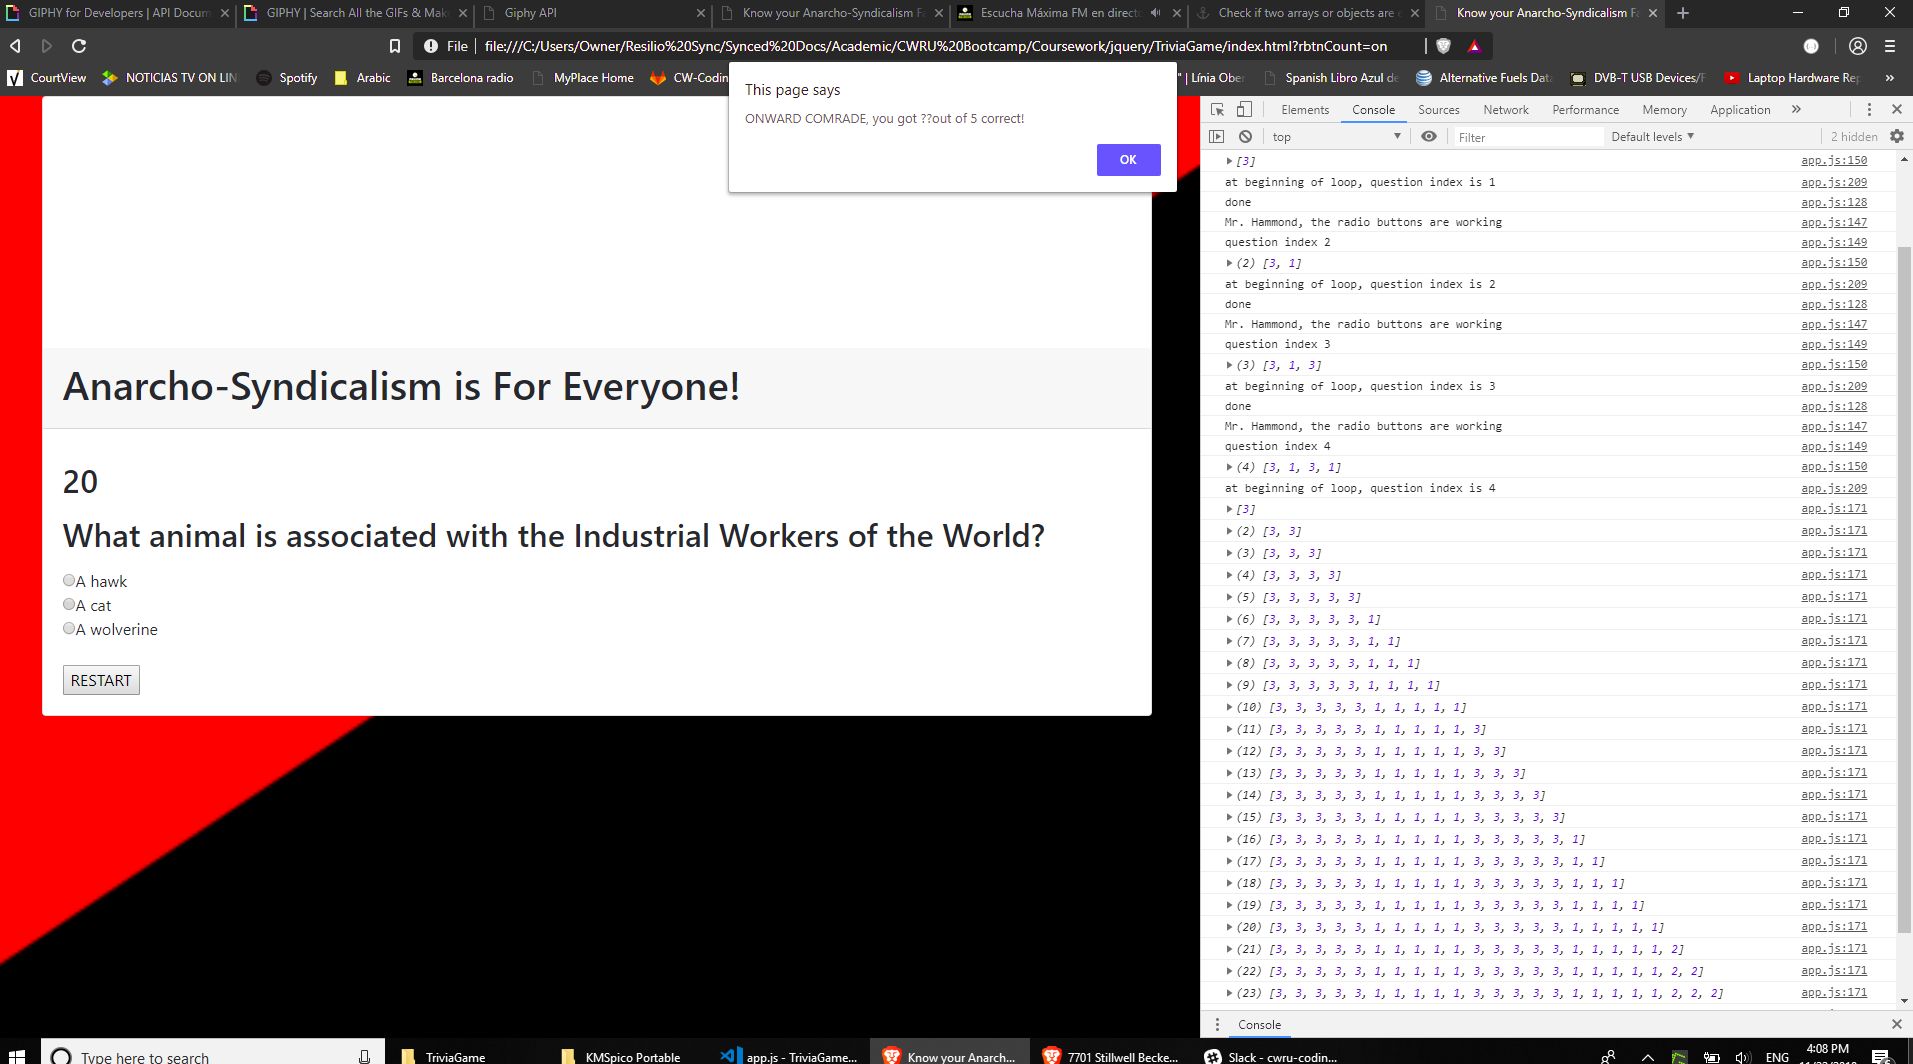 GIPHY for Developers | API Docum
GIPHY | Search All the GIFs & Mak
Giphy API
Know your Anarcho-Syndicalism Fa
Escucha Máxima FM en direct
Check if two arrays or objects are e
Know your Anarcho-Syndicalism Fa
File
file:///C:/Users/Owner/Resilio%20Sync/Synced%20Docs/Academic/CWRU%20Bootcamp/Coursework/jquery/TriviaGame/index.html?rbtnCount=on
CourtView
NOTICIAS TV ON LIN
Spotify
Arabic
Barcelona radio
MyPlace Home
CW-Codin
" | Línia Ober
Spanish Libro Azul de
Alternative Fuels Data
DVB-T USB Devices/F
Laptop Hardware Rep
»
This page says
ONWARD COMRADE, you got ??out of 5 correct!
OK
Anarcho-Syndicalism is For Everyone!
20
What animal is associated with the Industrial Workers of the World?
A hawk
A cat
A wolverine
RESTART
Elements Console Sources Network Performance Memory Application »
top Filter Default levels ▼ 2 hidden
[3] app.js:150
at beginning of loop, question index is 1 app.js:209
done app.js:128
Mr. Hammond, the radio buttons are working app.js:147
question index 2 app.js:149
(2) [3, 1] app.js:150
at beginning of loop, question index is 2 app.js:209
done app.js:128
Mr. Hammond, the radio buttons are working app.js:147
question index 3 app.js:149
(3) [3, 1, 3] app.js:150
at beginning of loop, question index is 3 app.js:209
done app.js:128
Mr. Hammond, the radio buttons are working app.js:147
question index 4 app.js:149
(4) [3, 1, 3, 1] app.js:150
at beginning of loop, question index is 4 app.js:209
[3] app.js:171
(2) [3, 3] app.js:171
(3) [3, 3, 3] app.js:171
(4) [3, 3, 3, 3] app.js:171
(5) [3, 3, 3, 3, 3] app.js:171
(6) [3, 3, 3, 3, 3, 1] app.js:171
(7) [3, 3, 3, 3, 3, 1, 1] app.js:171
(8) [3, 3, 3, 3, 3, 1, 1, 1] app.js:171
(9) [3, 3, 3, 3, 3, 1, 1, 1, 1] app.js:171
(10) [3, 3, 3, 3, 3, 1, 1, 1, 1, 1] app.js:171
(11) [3, 3, 3, 3, 3, 1, 1, 1, 1, 1, 3] app.js:171
(12) [3, 3, 3, 3, 3, 1, 1, 1, 1, 1, 3, 3] app.js:171
(13) [3, 3, 3, 3, 3, 1, 1, 1, 1, 1, 3, 3, 3] app.js:171
(14) [3, 3, 3, 3, 3, 1, 1, 1, 1, 1, 3, 3, 3, 3] app.js:171
(15) [3, 3, 3, 3, 3, 1, 1, 1, 1, 1, 3, 3, 3, 3, 3] app.js:171
(16) [3, 3, 3, 3, 3, 1, 1, 1, 1, 1, 3, 3, 3, 3, 3, 1] app.js:171
(17) [3, 3, 3, 3, 3, 1, 1, 1, 1, 1, 3, 3, 3, 3, 3, 1, 1] app.js:171
(18) [3, 3, 3, 3, 3, 1, 1, 1, 1, 1, 3, 3, 3, 3, 3, 1, 1, 1] app.js:171
(19) [3, 3, 3, 3, 3, 1, 1, 1, 1, 1, 3, 3, 3, 3, 3, 1, 1, 1, 1] app.js:171
(20) [3, 3, 3, 3, 3, 1, 1, 1, 1, 1, 3, 3, 3, 3, 3, 1, 1, 1, 1, 1] app.js:171
(21) [3, 3, 3, 3, 3, 1, 1, 1, 1, 1, 3, 3, 3, 3, 3, 1, 1, 1, 1, 1, 2] app.js:171
(22) [3, 3, 3, 3, 3, 1, 1, 1, 1, 1, 3, 3, 3, 3, 3, 1, 1, 1, 1, 1, 2, 2] app.js:171
(23) [3, 3, 3, 3, 3, 1, 1, 1, 1, 1, 3, 3, 3, 3, 3, 1, 1, 1, 1, 1, 2, 2, 2] app.js:171
Console
Type here to search
TriviaGame
KMSpico Portable
app.js - TriviaGame...
Know your Anarch...
7701 Stillwell Becke...
Slack - cwru-codin...
ENG
4:08 PM